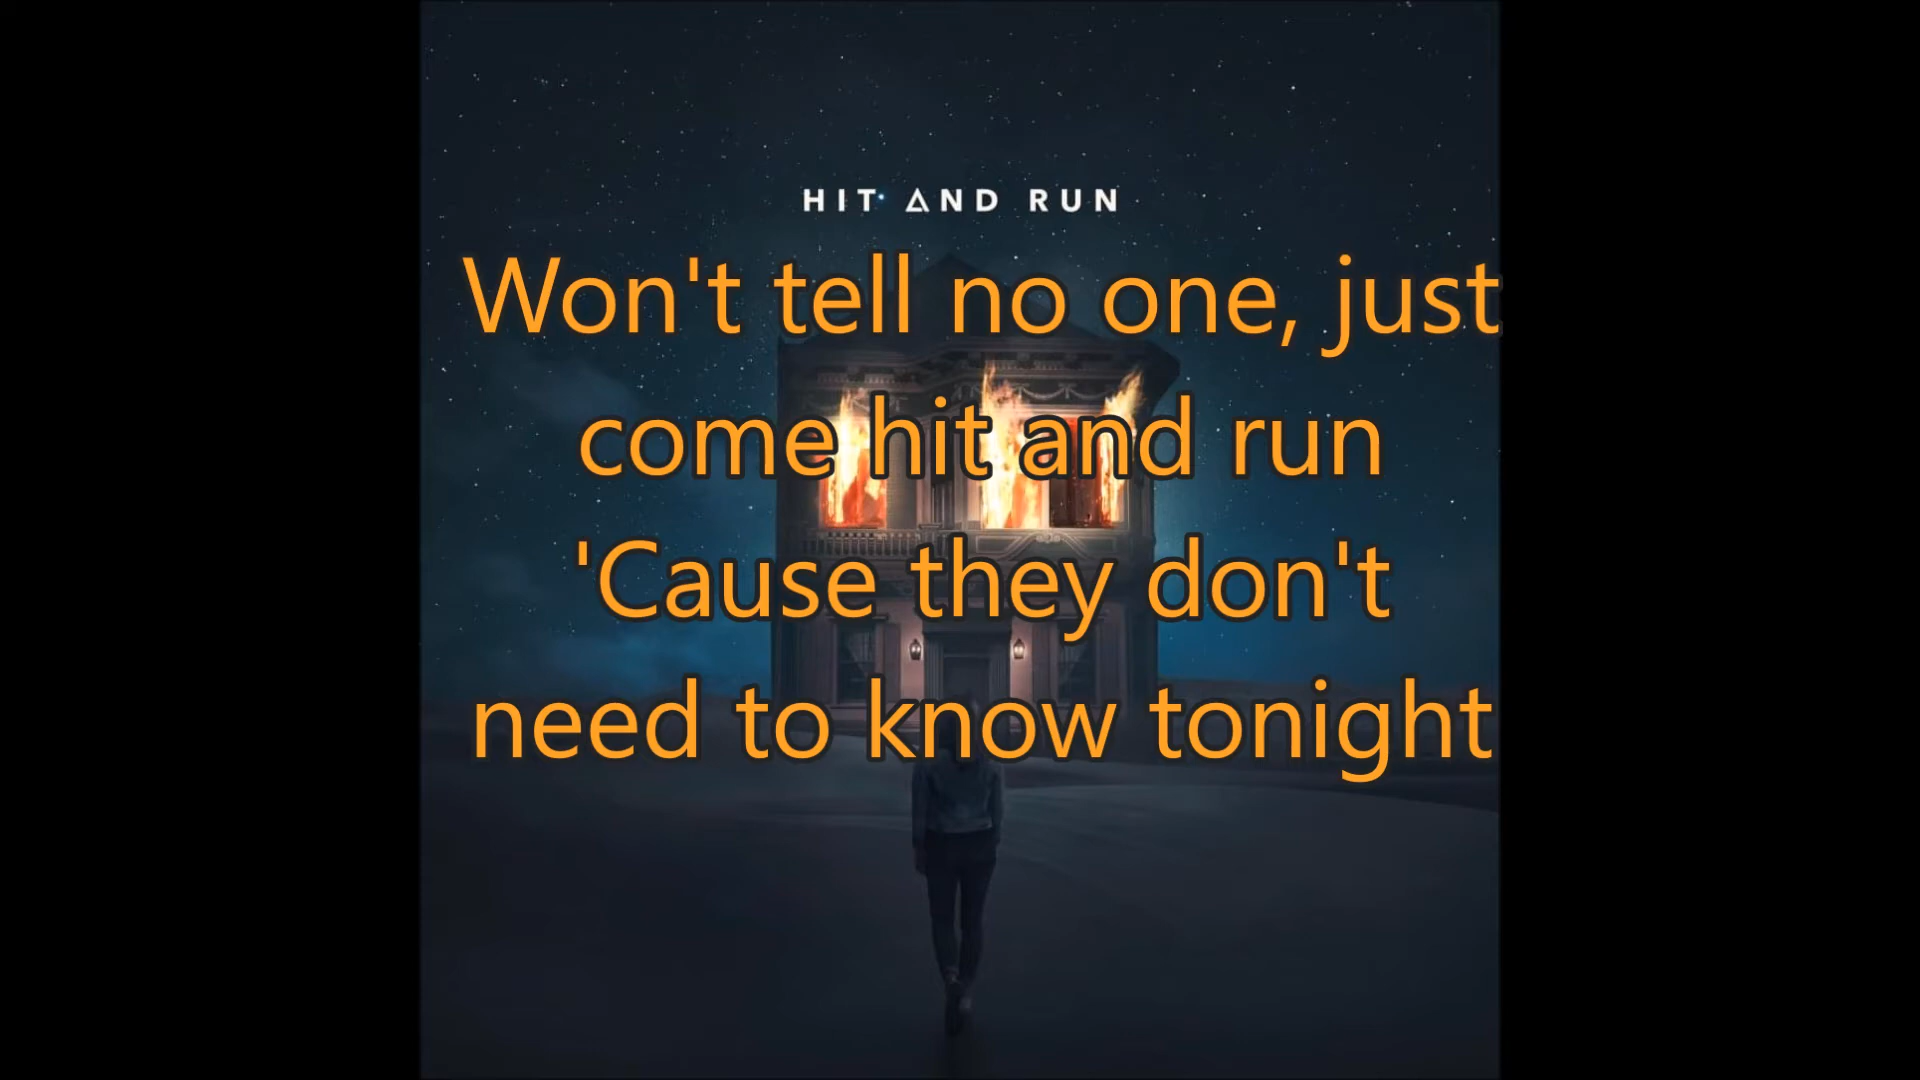 HIT AND RUN
Won't tell no one, just
come hit and run
'Cause they don't
need to know tonight